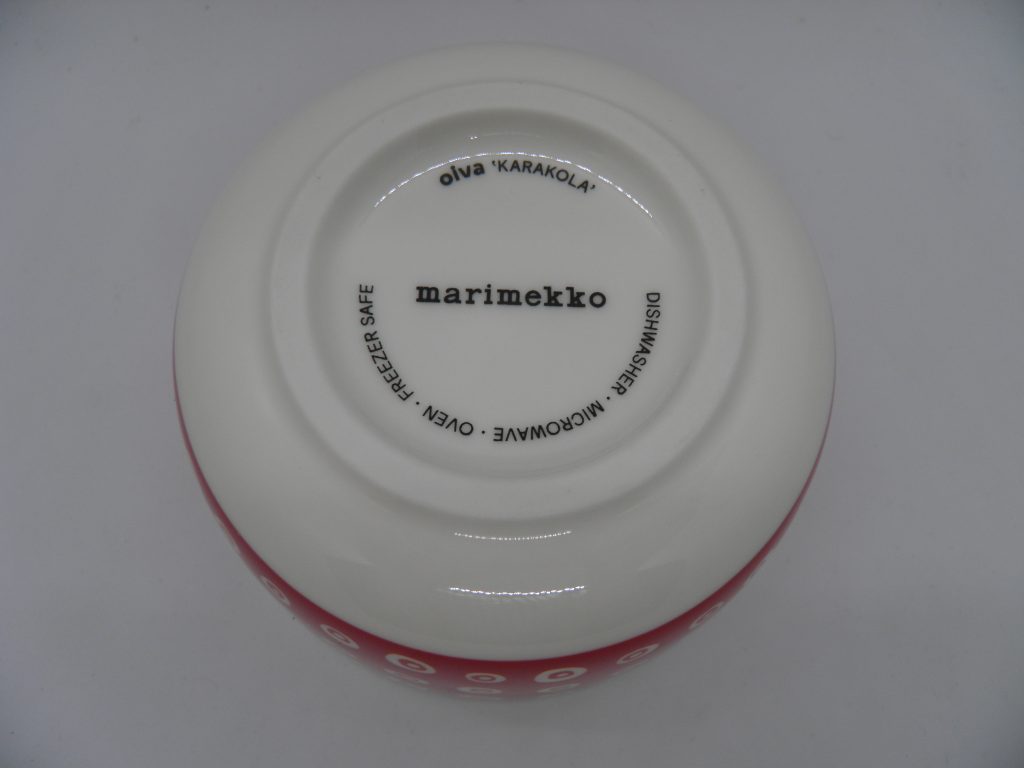 oiva 'KARAKOLA'
marimekko
DISHWASHER · MICROWAVE · OVEN · FREEZER SAFE